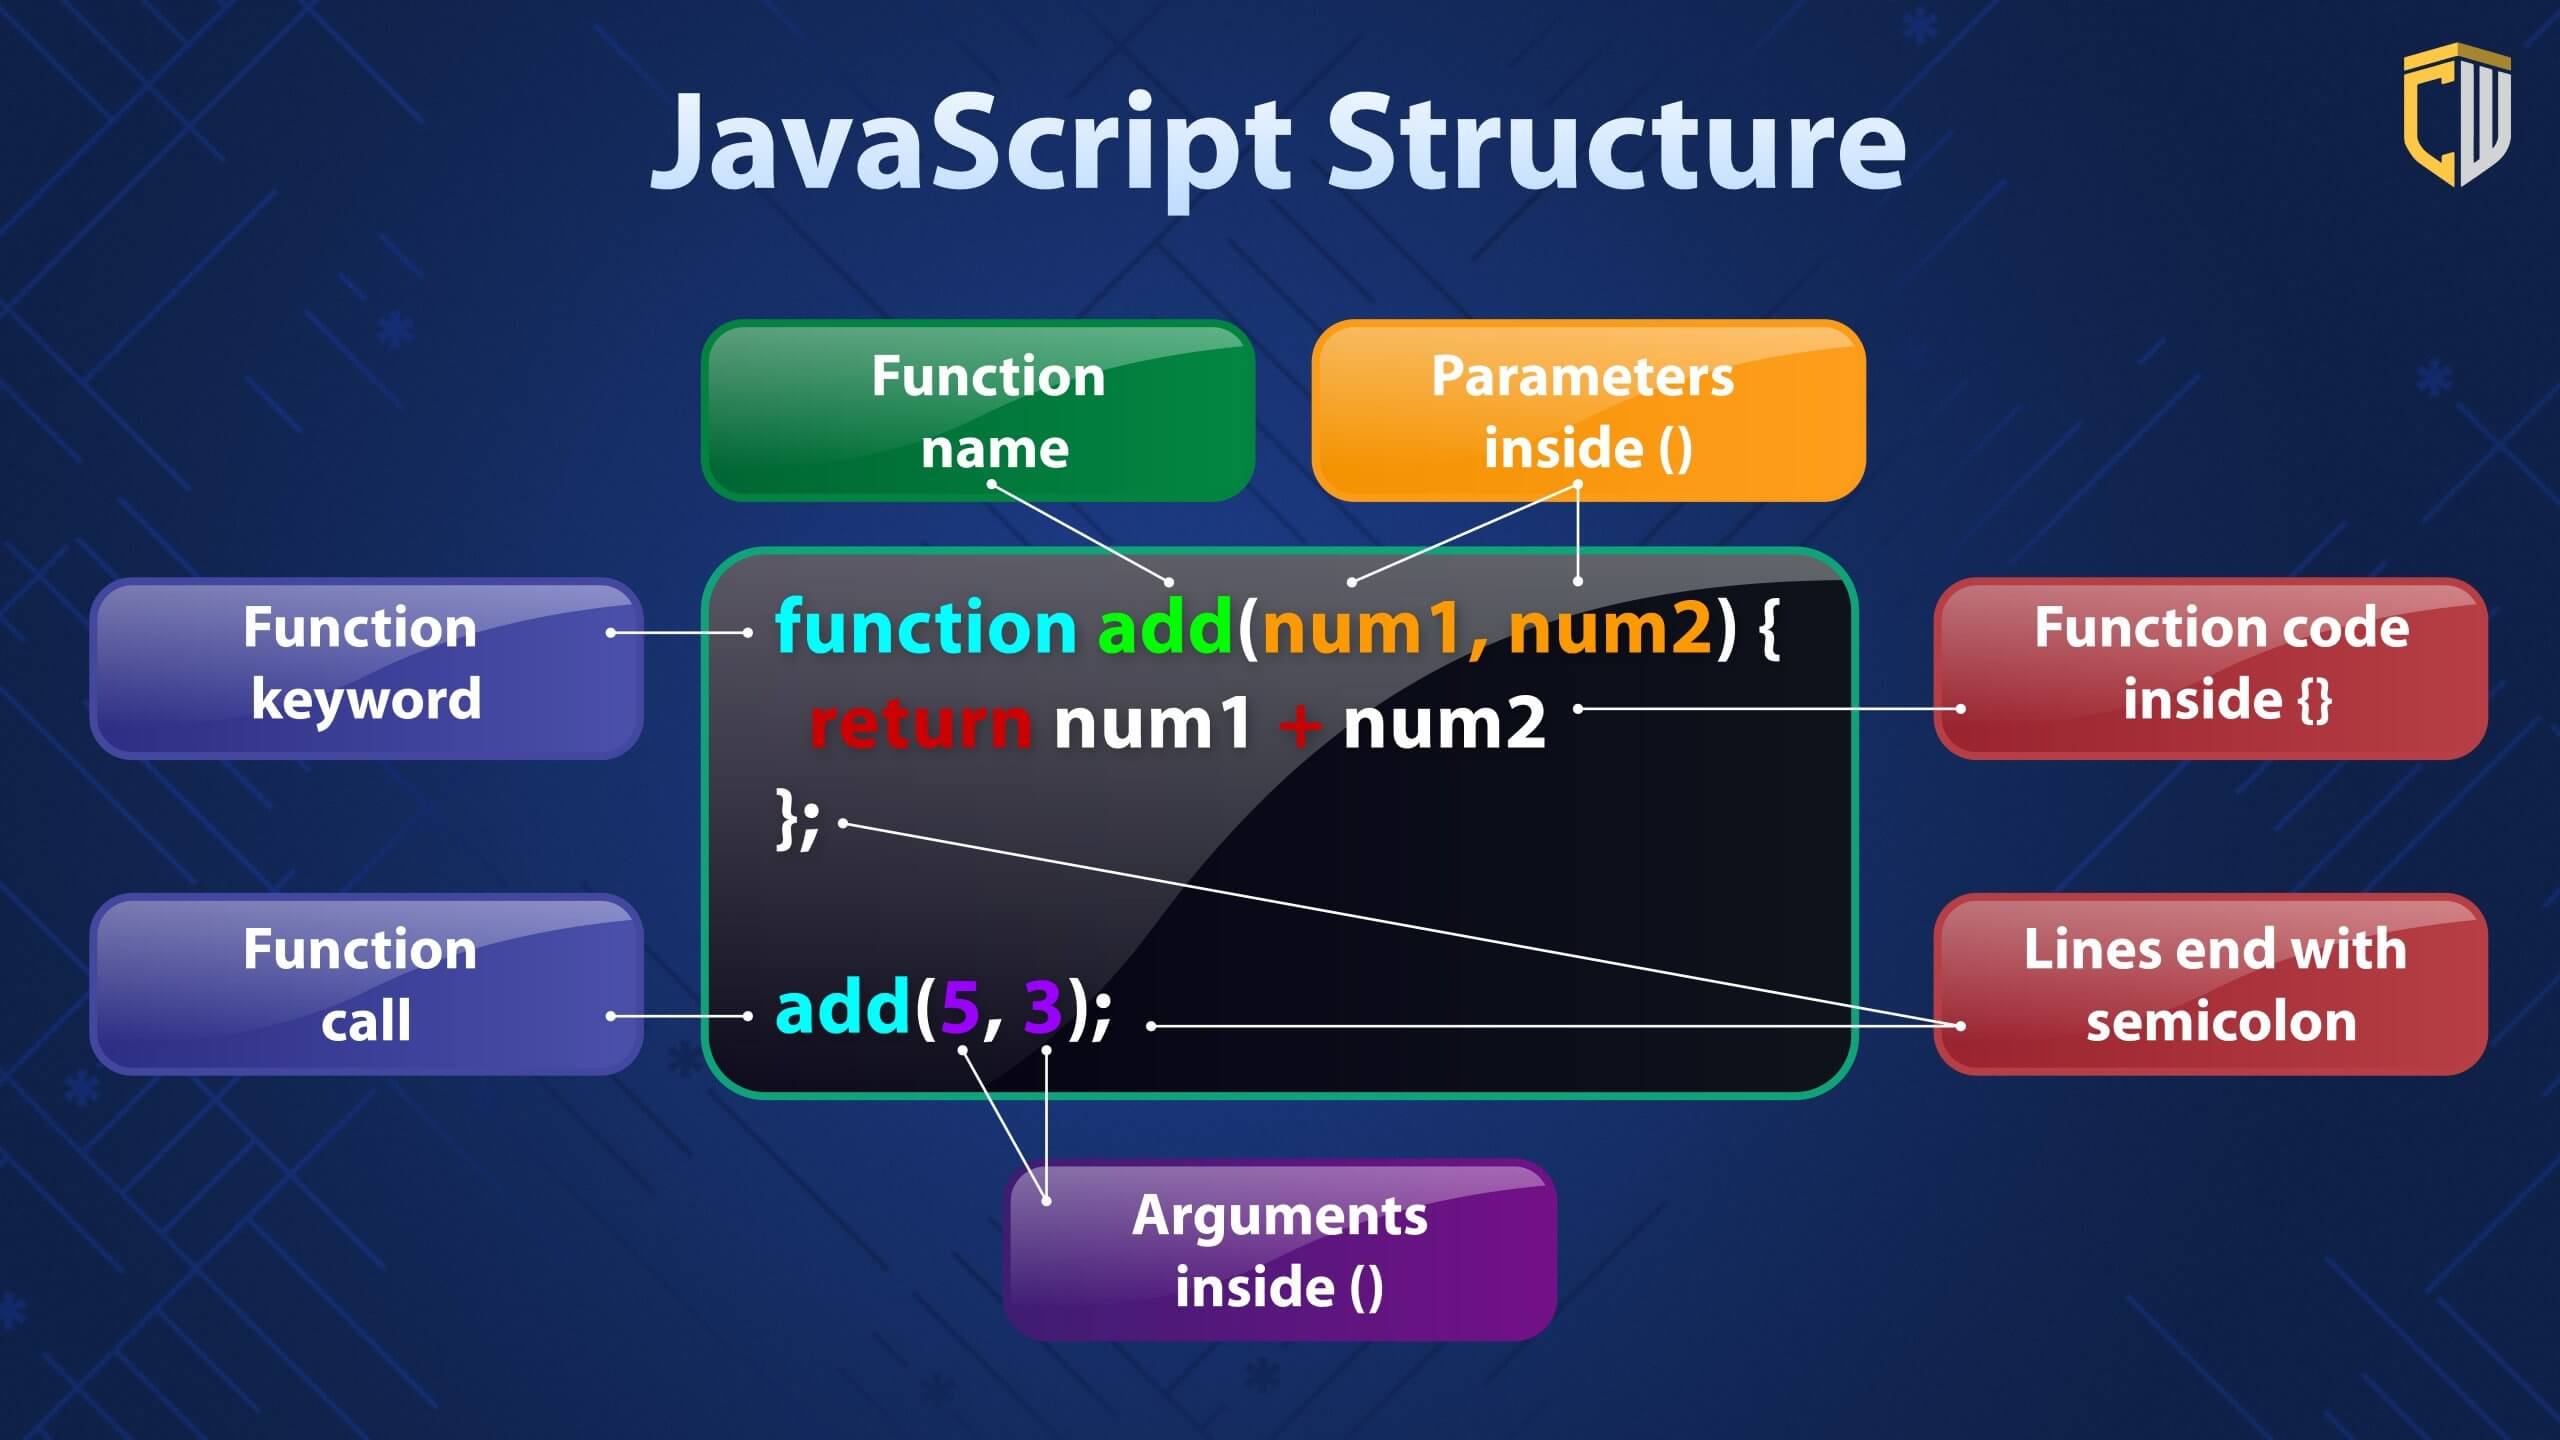 JavaScript Structure
Function
name
Parameters
inside ()
Function
keyword
function add(num1, num2) {
return num1 + num2
};
add(5, 3);
Function code
inside {}
Function
call
Lines end with
semicolon
Arguments
inside ()
CW